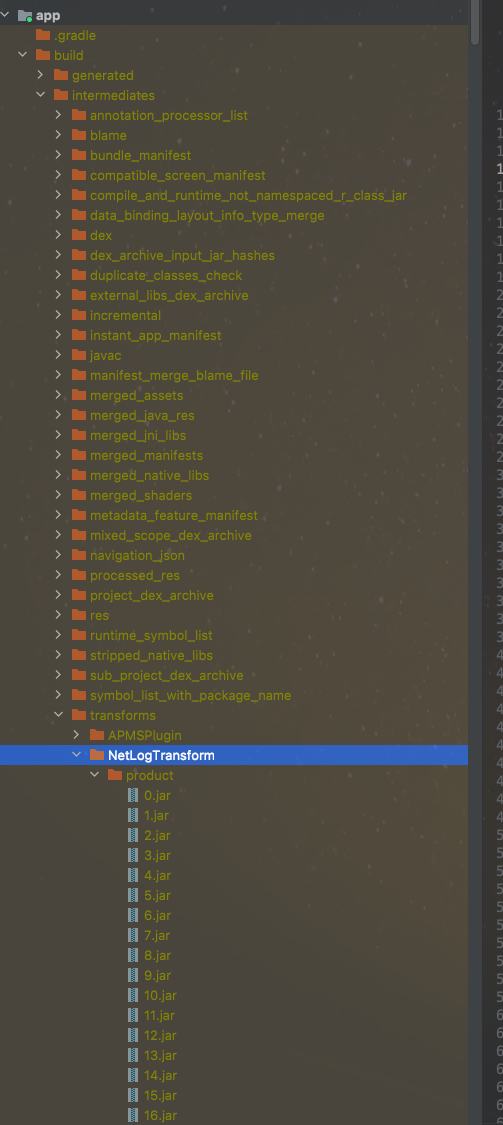 app
.gradle
build
generated
intermediates
annotation_processor_list
blame
bundle_manifest
compatible_screen_manifest
compile_and_runtime_not_namespaced_r_class_jar
data_binding_layout_info_type_merge
dex
dex_archive_input_jar_hashes
duplicate_classes_check
external_libs_dex_archive
incremental
instant_app_manifest
javac
manifest_merge_blame_file
merged_assets
merged_java_res
merged_jni_libs
merged_manifests
merged_native_libs
merged_shaders
metadata_feature_manifest
mixed_scope_dex_archive
navigation_json
processed_res
project_dex_archive
res
runtime_symbol_list
stripped_native_libs
sub_project_dex_archive
symbol_list_with_package_name
transforms
APMSPlugin
NetLogTransform
product
0.jar
1.jar
2.jar
3.jar
4.jar
5.jar
6.jar
7.jar
8.jar
9.jar
10.jar
11.jar
12.jar
13.jar
14.jar
15.jar
16.jar